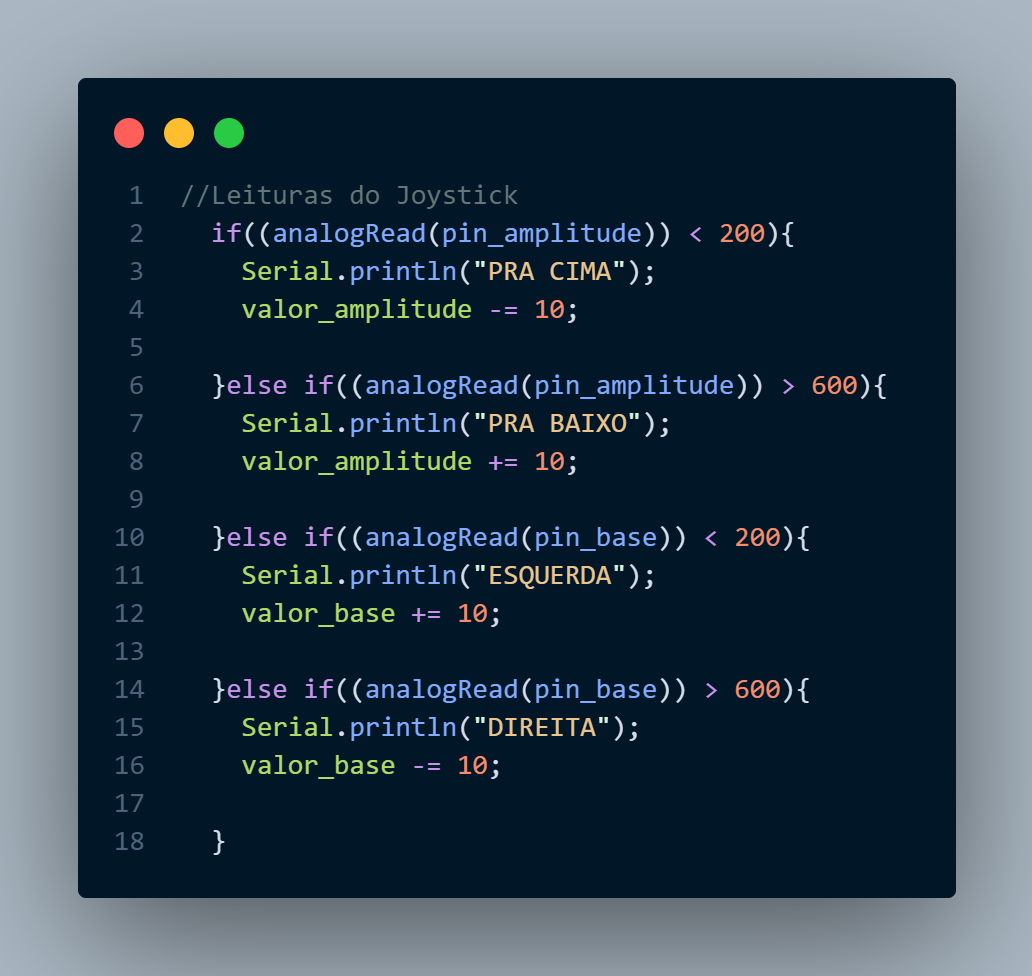 1 //Leituras do Joystick
2 if((analogRead(pin_amplitude)) < 200){
3 Serial.println("PRA CIMA");
4 valor_amplitude -= 10;
5
6 }else if((analogRead(pin_amplitude)) > 600){
7 Serial.println("PRA BAIXO");
8 valor_amplitude += 10;
9
10 }else if((analogRead(pin_base)) < 200){
11 Serial.println("ESQUERDA");
12 valor_base += 10;
13
14 }else if((analogRead(pin_base)) > 600){
15 Serial.println("DIREITA");
16 valor_base -= 10;
17
18 }